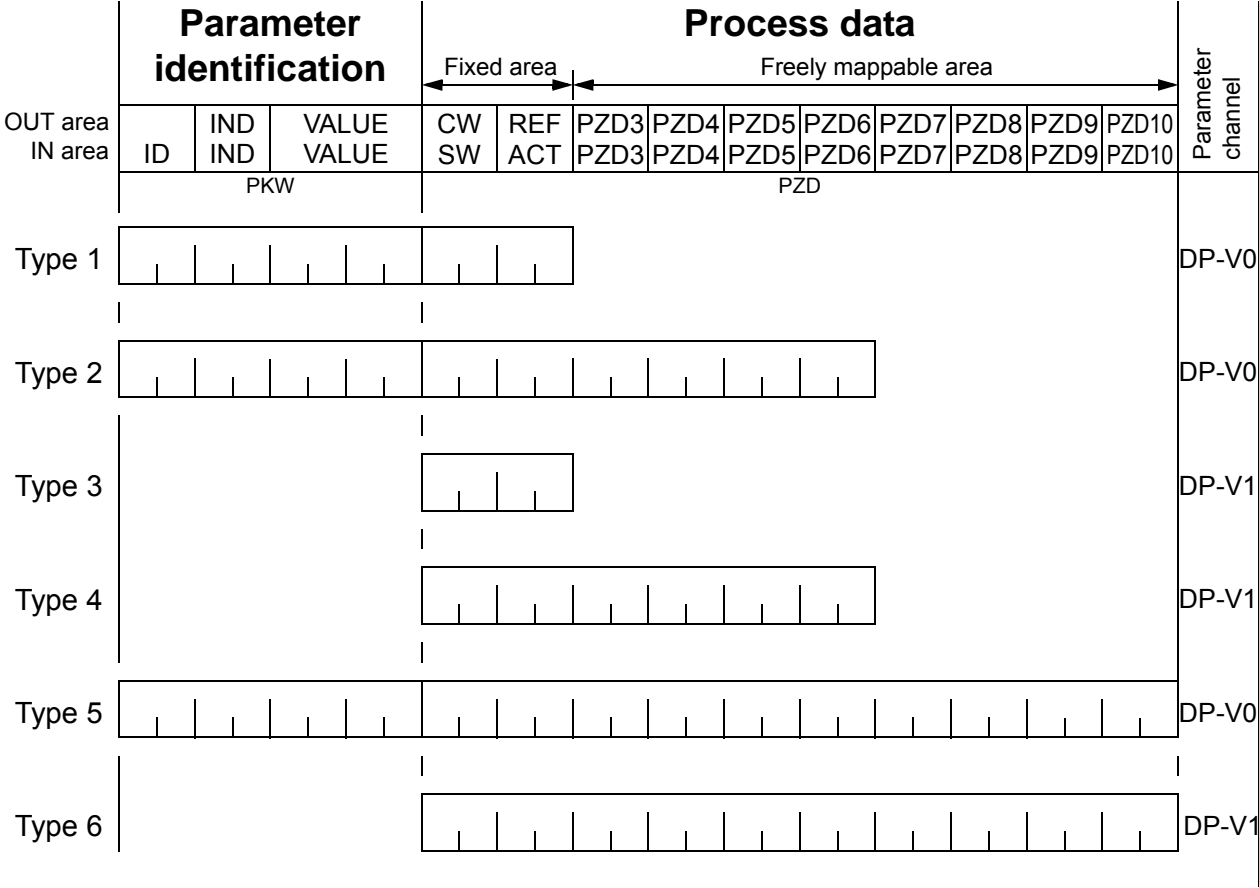 Parameter
identification
Process data
Fixed area
Freely mappable area
Parameter
channel
OUT area IND VALUE CW REF PZD3 PZD4 PZD5 PZD6 PZD7 PZD8 PZD9 PZD10
IN area ID IND VALUE SW ACT PZD3 PZD4 PZD5 PZD6 PZD7 PZD8 PZD9 PZD10
PKW PZD
Type 1 DP-V0
Type 2 DP-V0
Type 3 DP-V1
Type 4 DP-V1
Type 5 DP-V0
Type 6 DP-V1